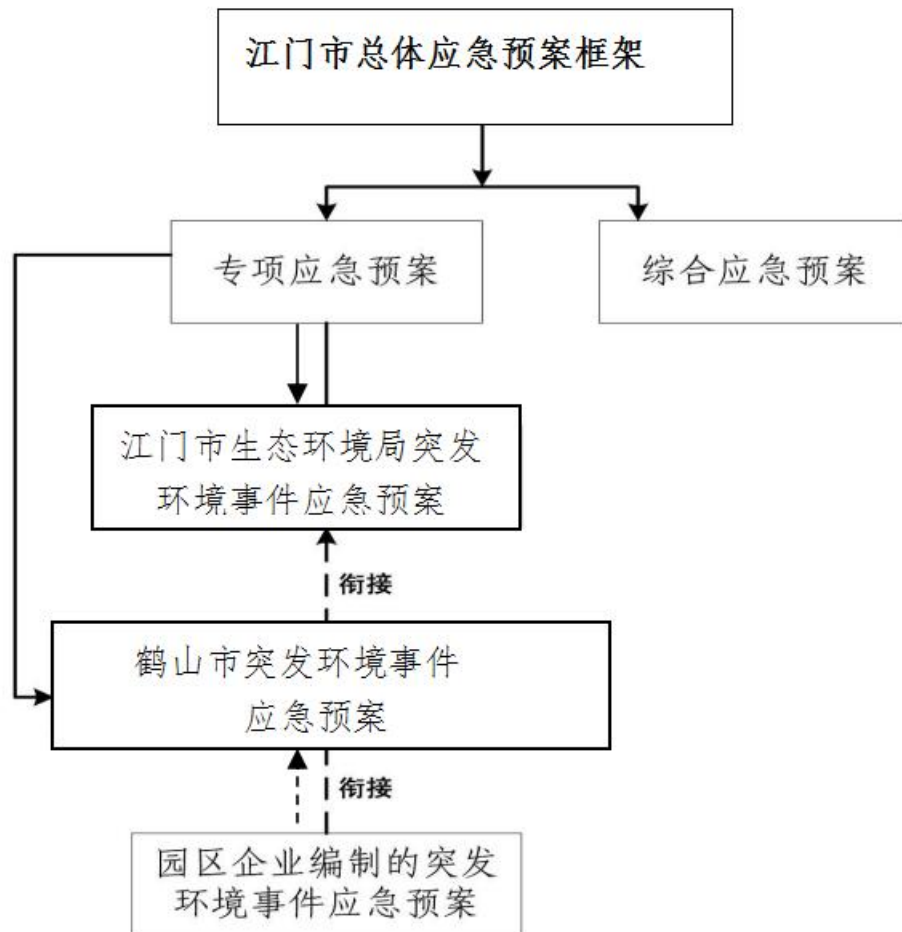 江门市总体应急预案框架
专项应急预案
综合应急预案
江门市生态环境局突发
环境事件应急预案
衔接
鹤山市突发环境事件
应急预案
衔接
园区企业编制的突发
环境事件应急预案